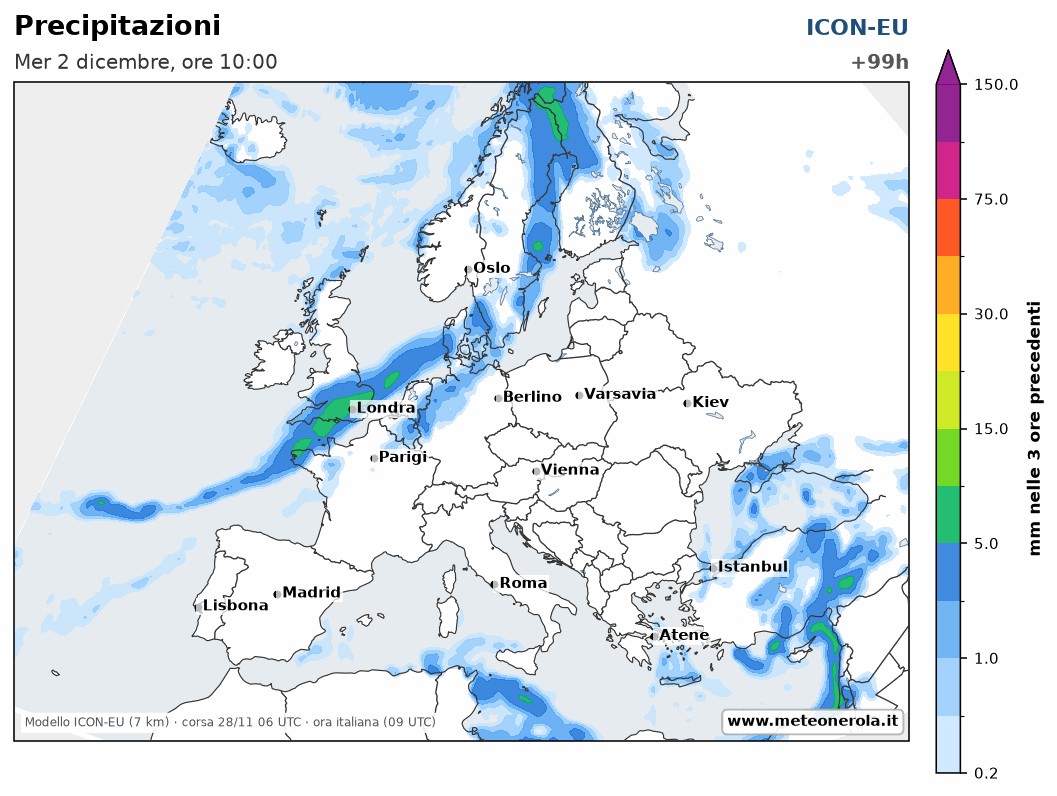 Precipitazioni
ICON-EU
Mer 2 dicembre, ore 10:00
+99h
150.0
75.0
30.0
15.0
5.0
1.0
0.2
mm nelle 3 ore precedenti
Oslo
Londra
Berlino
Varsavia
Kiev
Parigi
Vienna
Istanbul
Roma
Madrid
Lisbona
Atene
Modello ICON-EU (7 km) · corsa 28/11 06 UTC · ora italiana (09 UTC)
www.meteonerola.it